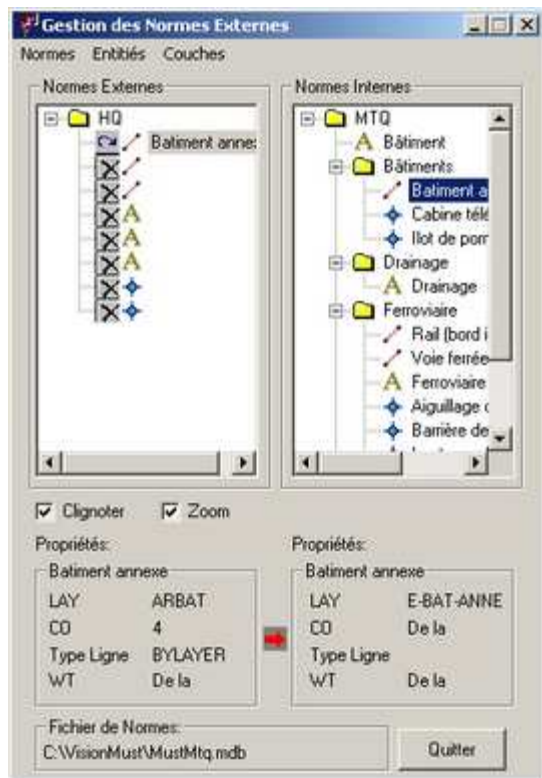 Gestion des Normes Externes
Normes Entitiés Couches
Normes Externes
HQ
Batiment anne
A
A
A
Normes Internes
MTQ
A Bâtiment
Bâtiments
Batiment a
Cabine télé
Ilot de pom
Drainage
A Drainage
Ferroviaire
Rail (bord i
Voie ferrée
A Ferroviaire
Aiguillage
Barrière de
Clignoter Zoom
Propriétés:
Batiment annexe
LAY ARBAT
CO 4
Type Ligne BYLAYER
WT De la
Propriétés:
Batiment annexe
LAY E-BAT-ANNE
CO De la
Type Ligne
WT De la
Fichier de Normes:
C:\VisionMust\MustMtq.mdb
Quitter